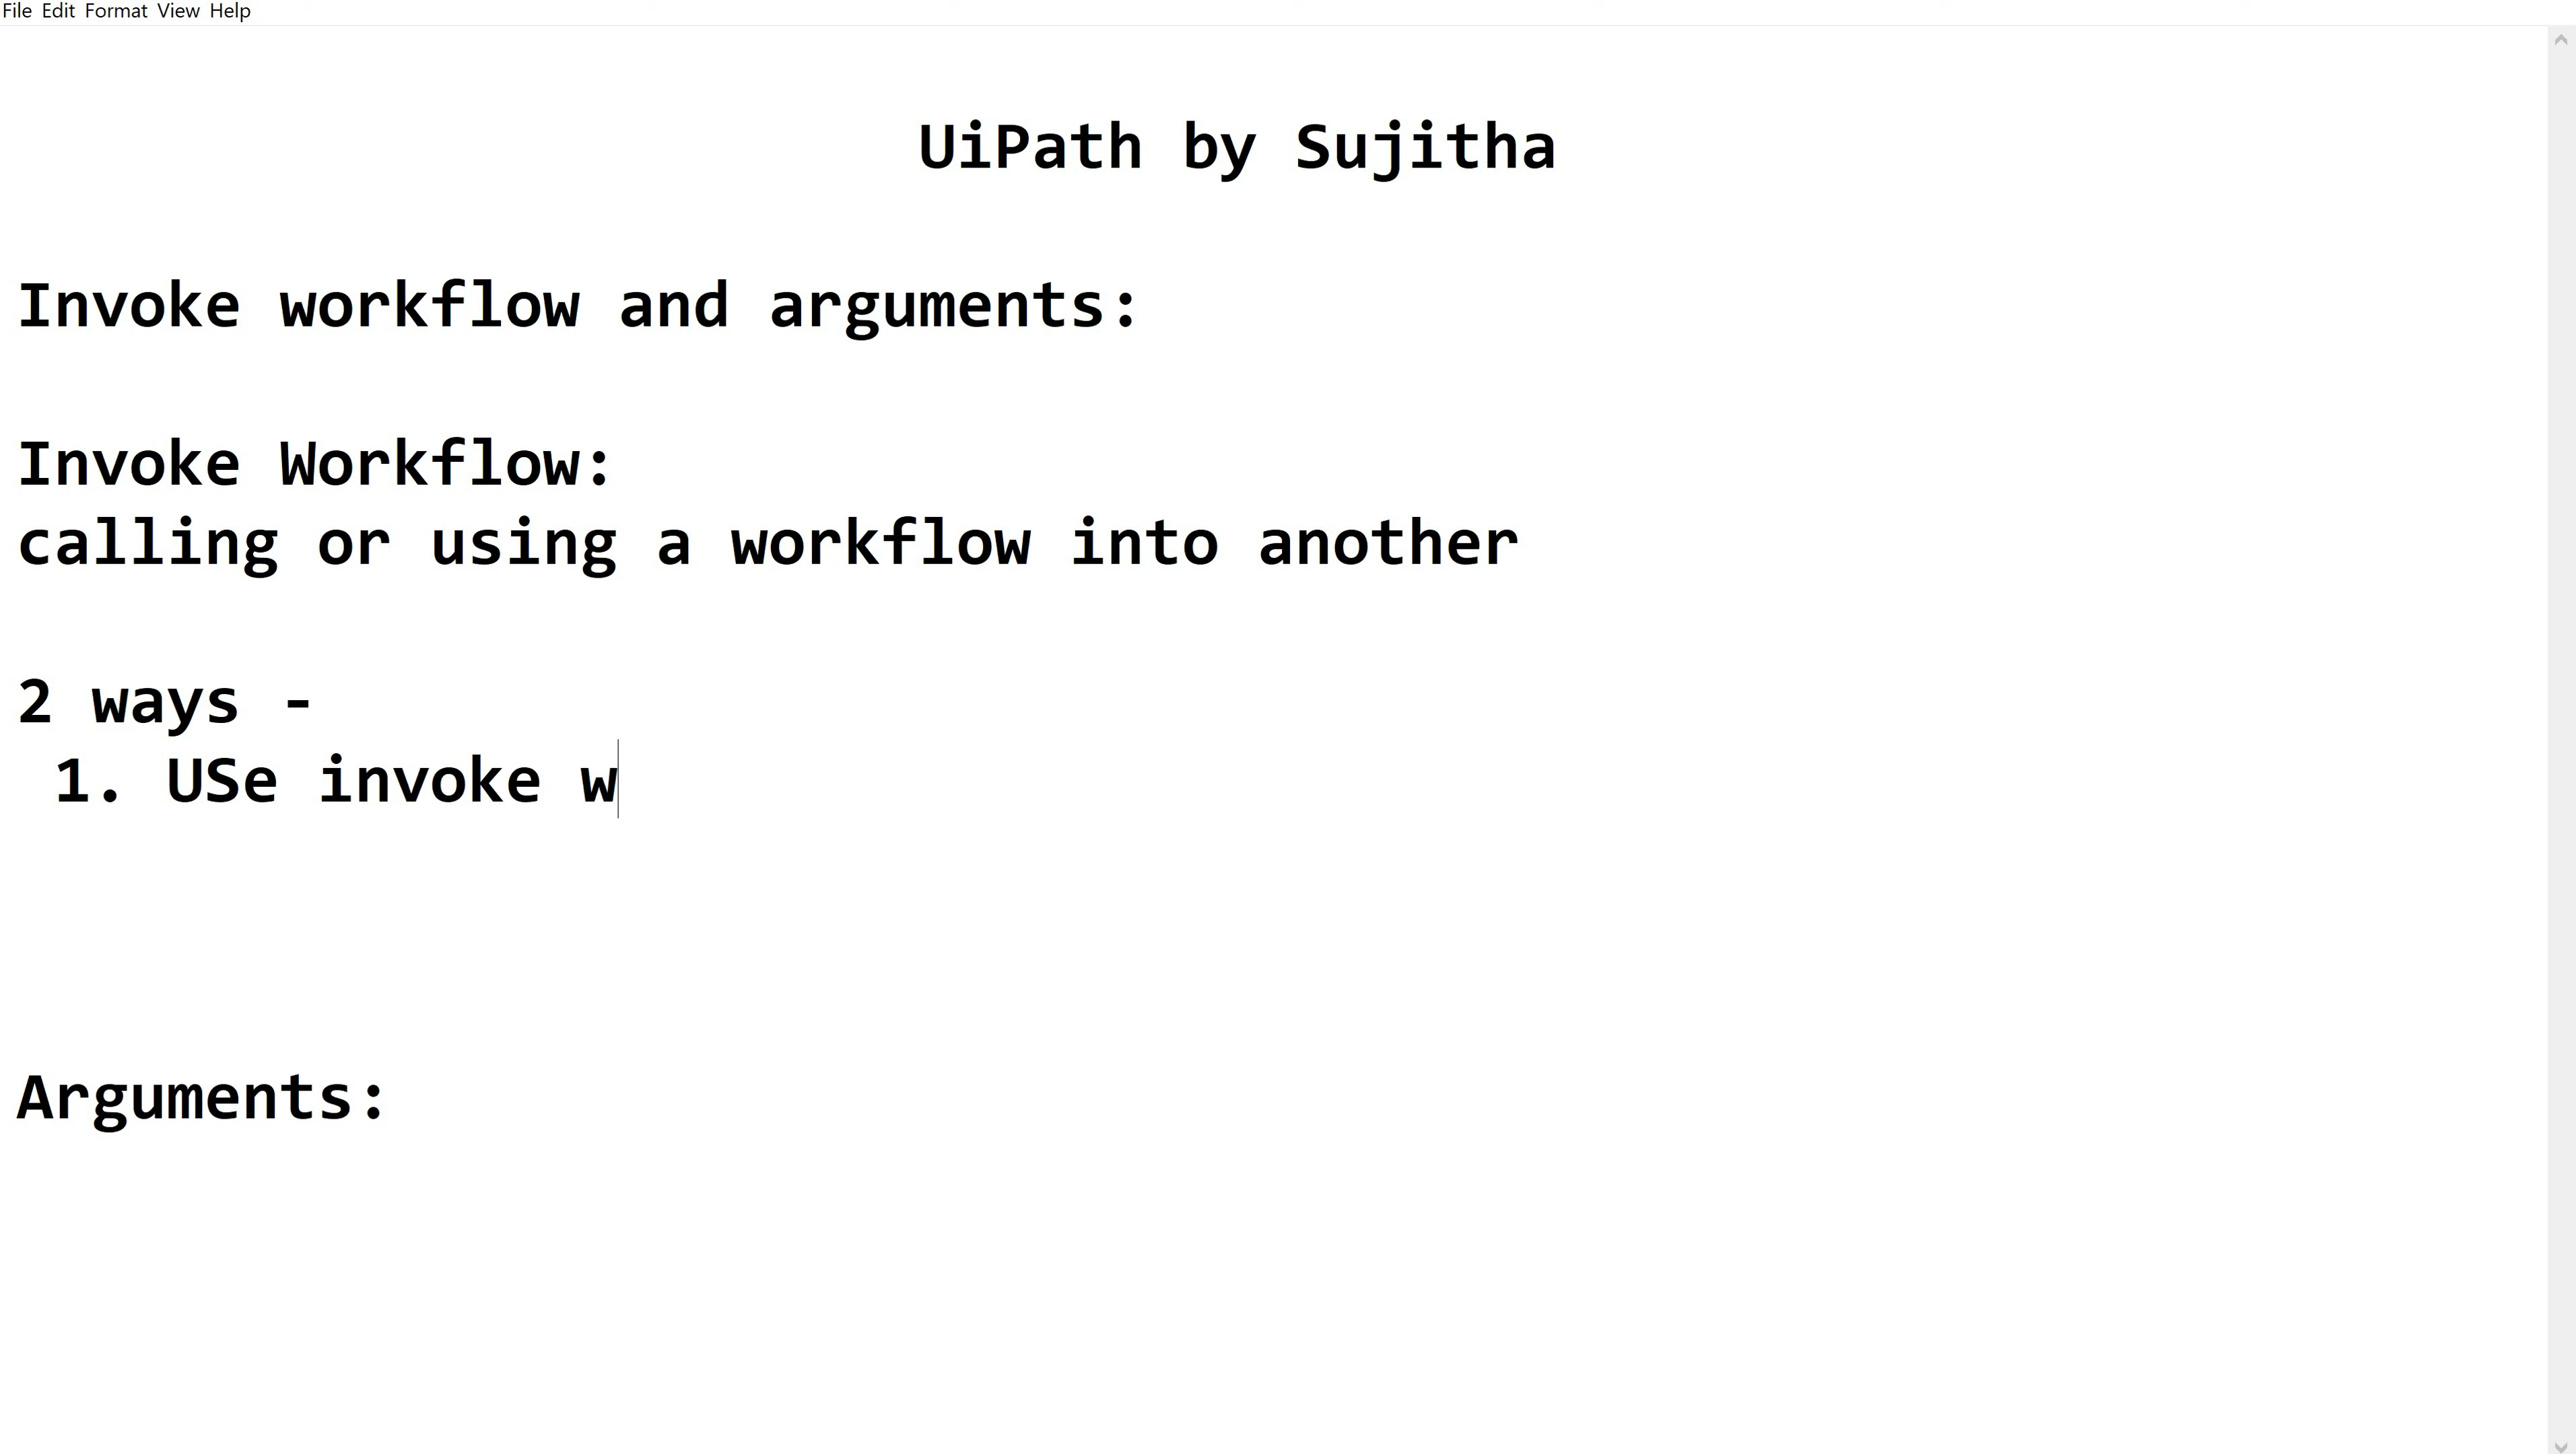 File Edit Format View Help
UiPath by Sujitha
Invoke workflow and arguments:
Invoke Workflow:
calling or using a workflow into another
2 ways -
1. USe invoke w
Arguments: